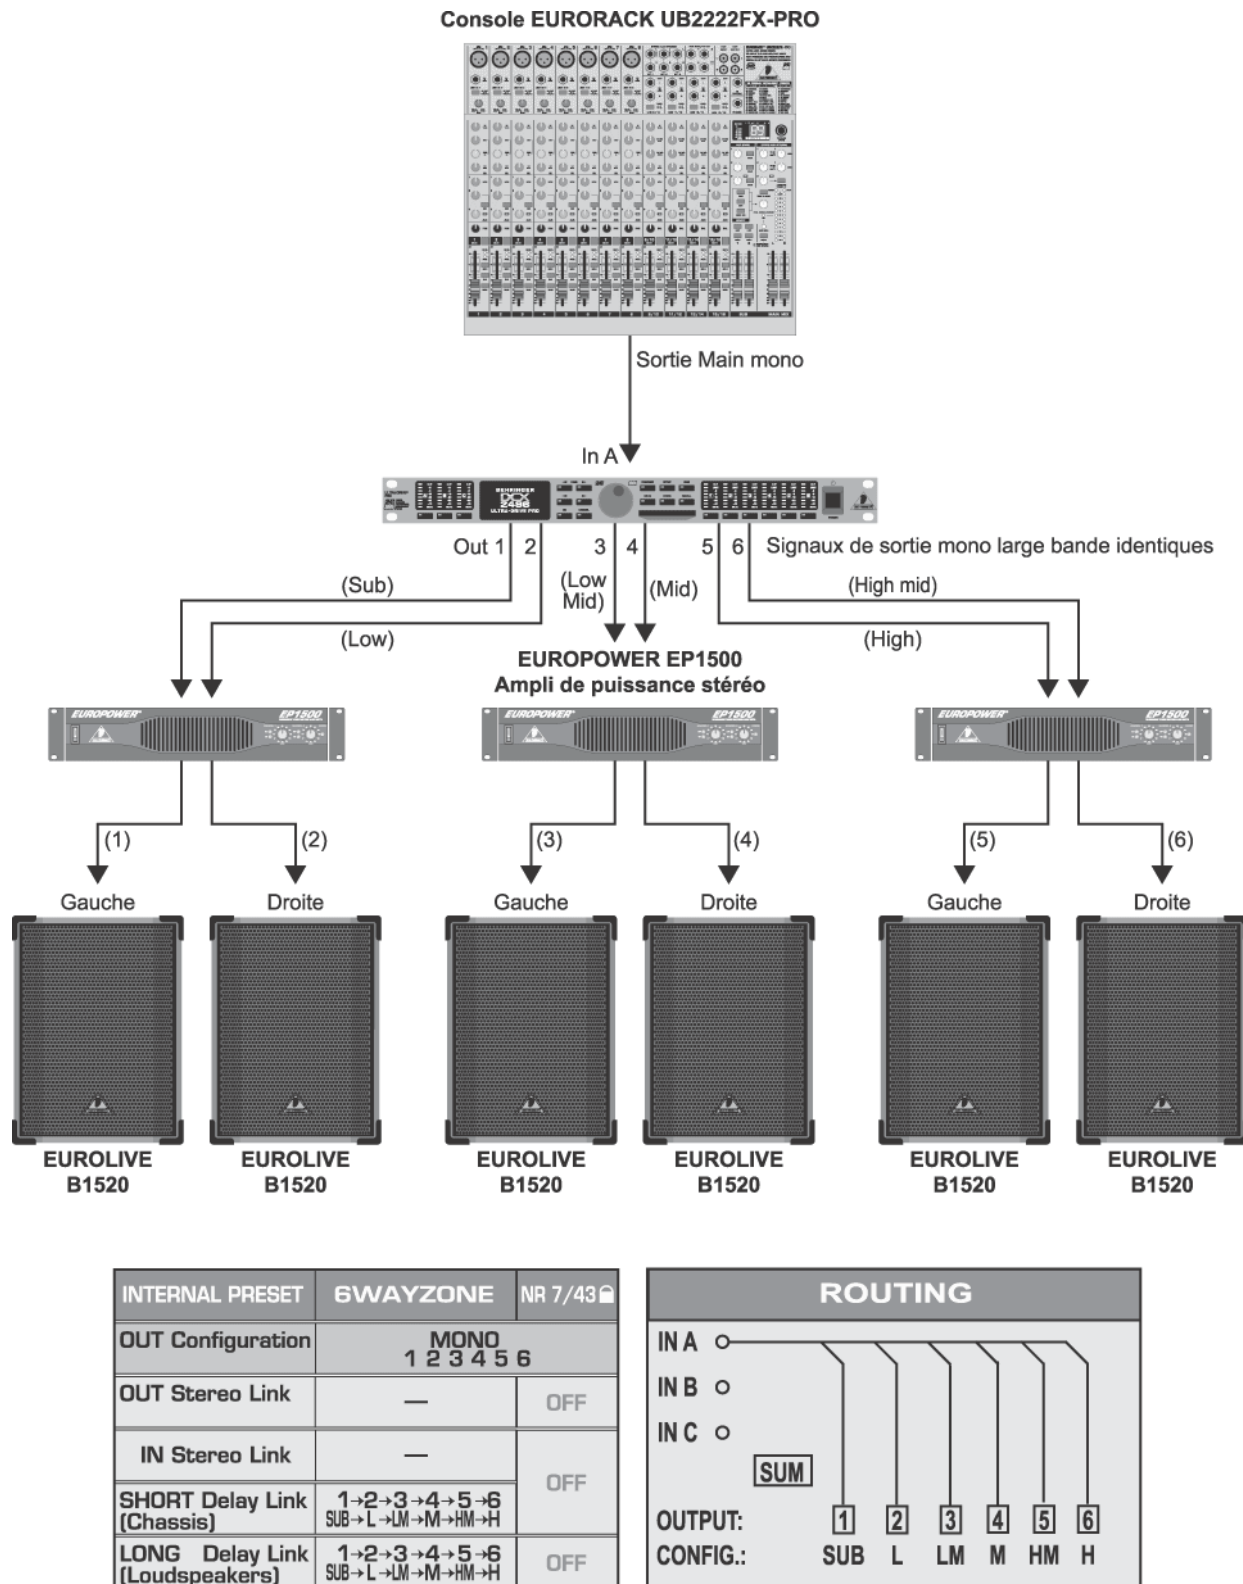 Console EURORACK UB2222FX-PRO
Sortie Main mono
In A
BEHRINGER
DCX
2496
ULTRA-DRIVE PRO
Out 1 2 3 4 5 6 Signaux de sortie mono large bande identiques
(Sub) (Low Mid) (Mid) (High mid)
(Low) (High)
EUROPOWER EP1500
Ampli de puissance stéréo
EUROPOWER EP1500 EUROPOWER EP1500 EUROPOWER EP1500
(1) (2) (3) (4) (5) (6)
Gauche Droite Gauche Droite Gauche Droite
EUROLIVE EUROLIVE EUROLIVE EUROLIVE EUROLIVE EUROLIVE
B1520 B1520 B1520 B1520 B1520 B1520
INTERNAL PRESET 6WAYZONE NR 7/43
OUT Configuration MONO
1 2 3 4 5 6
OUT Stereo Link — OFF
IN Stereo Link —
OFF
SHORT Delay Link 1→2→3→4→5→6
(Chassis) SUB→L→LM→M→HM→H
LONG Delay Link 1→2→3→4→5→6 OFF
(Loudspeakers) SUB→L→LM→M→HM→H
ROUTING
IN A
IN B
IN C
SUM
OUTPUT: 1 2 3 4 5 6
CONFIG.: SUB L LM M HM H